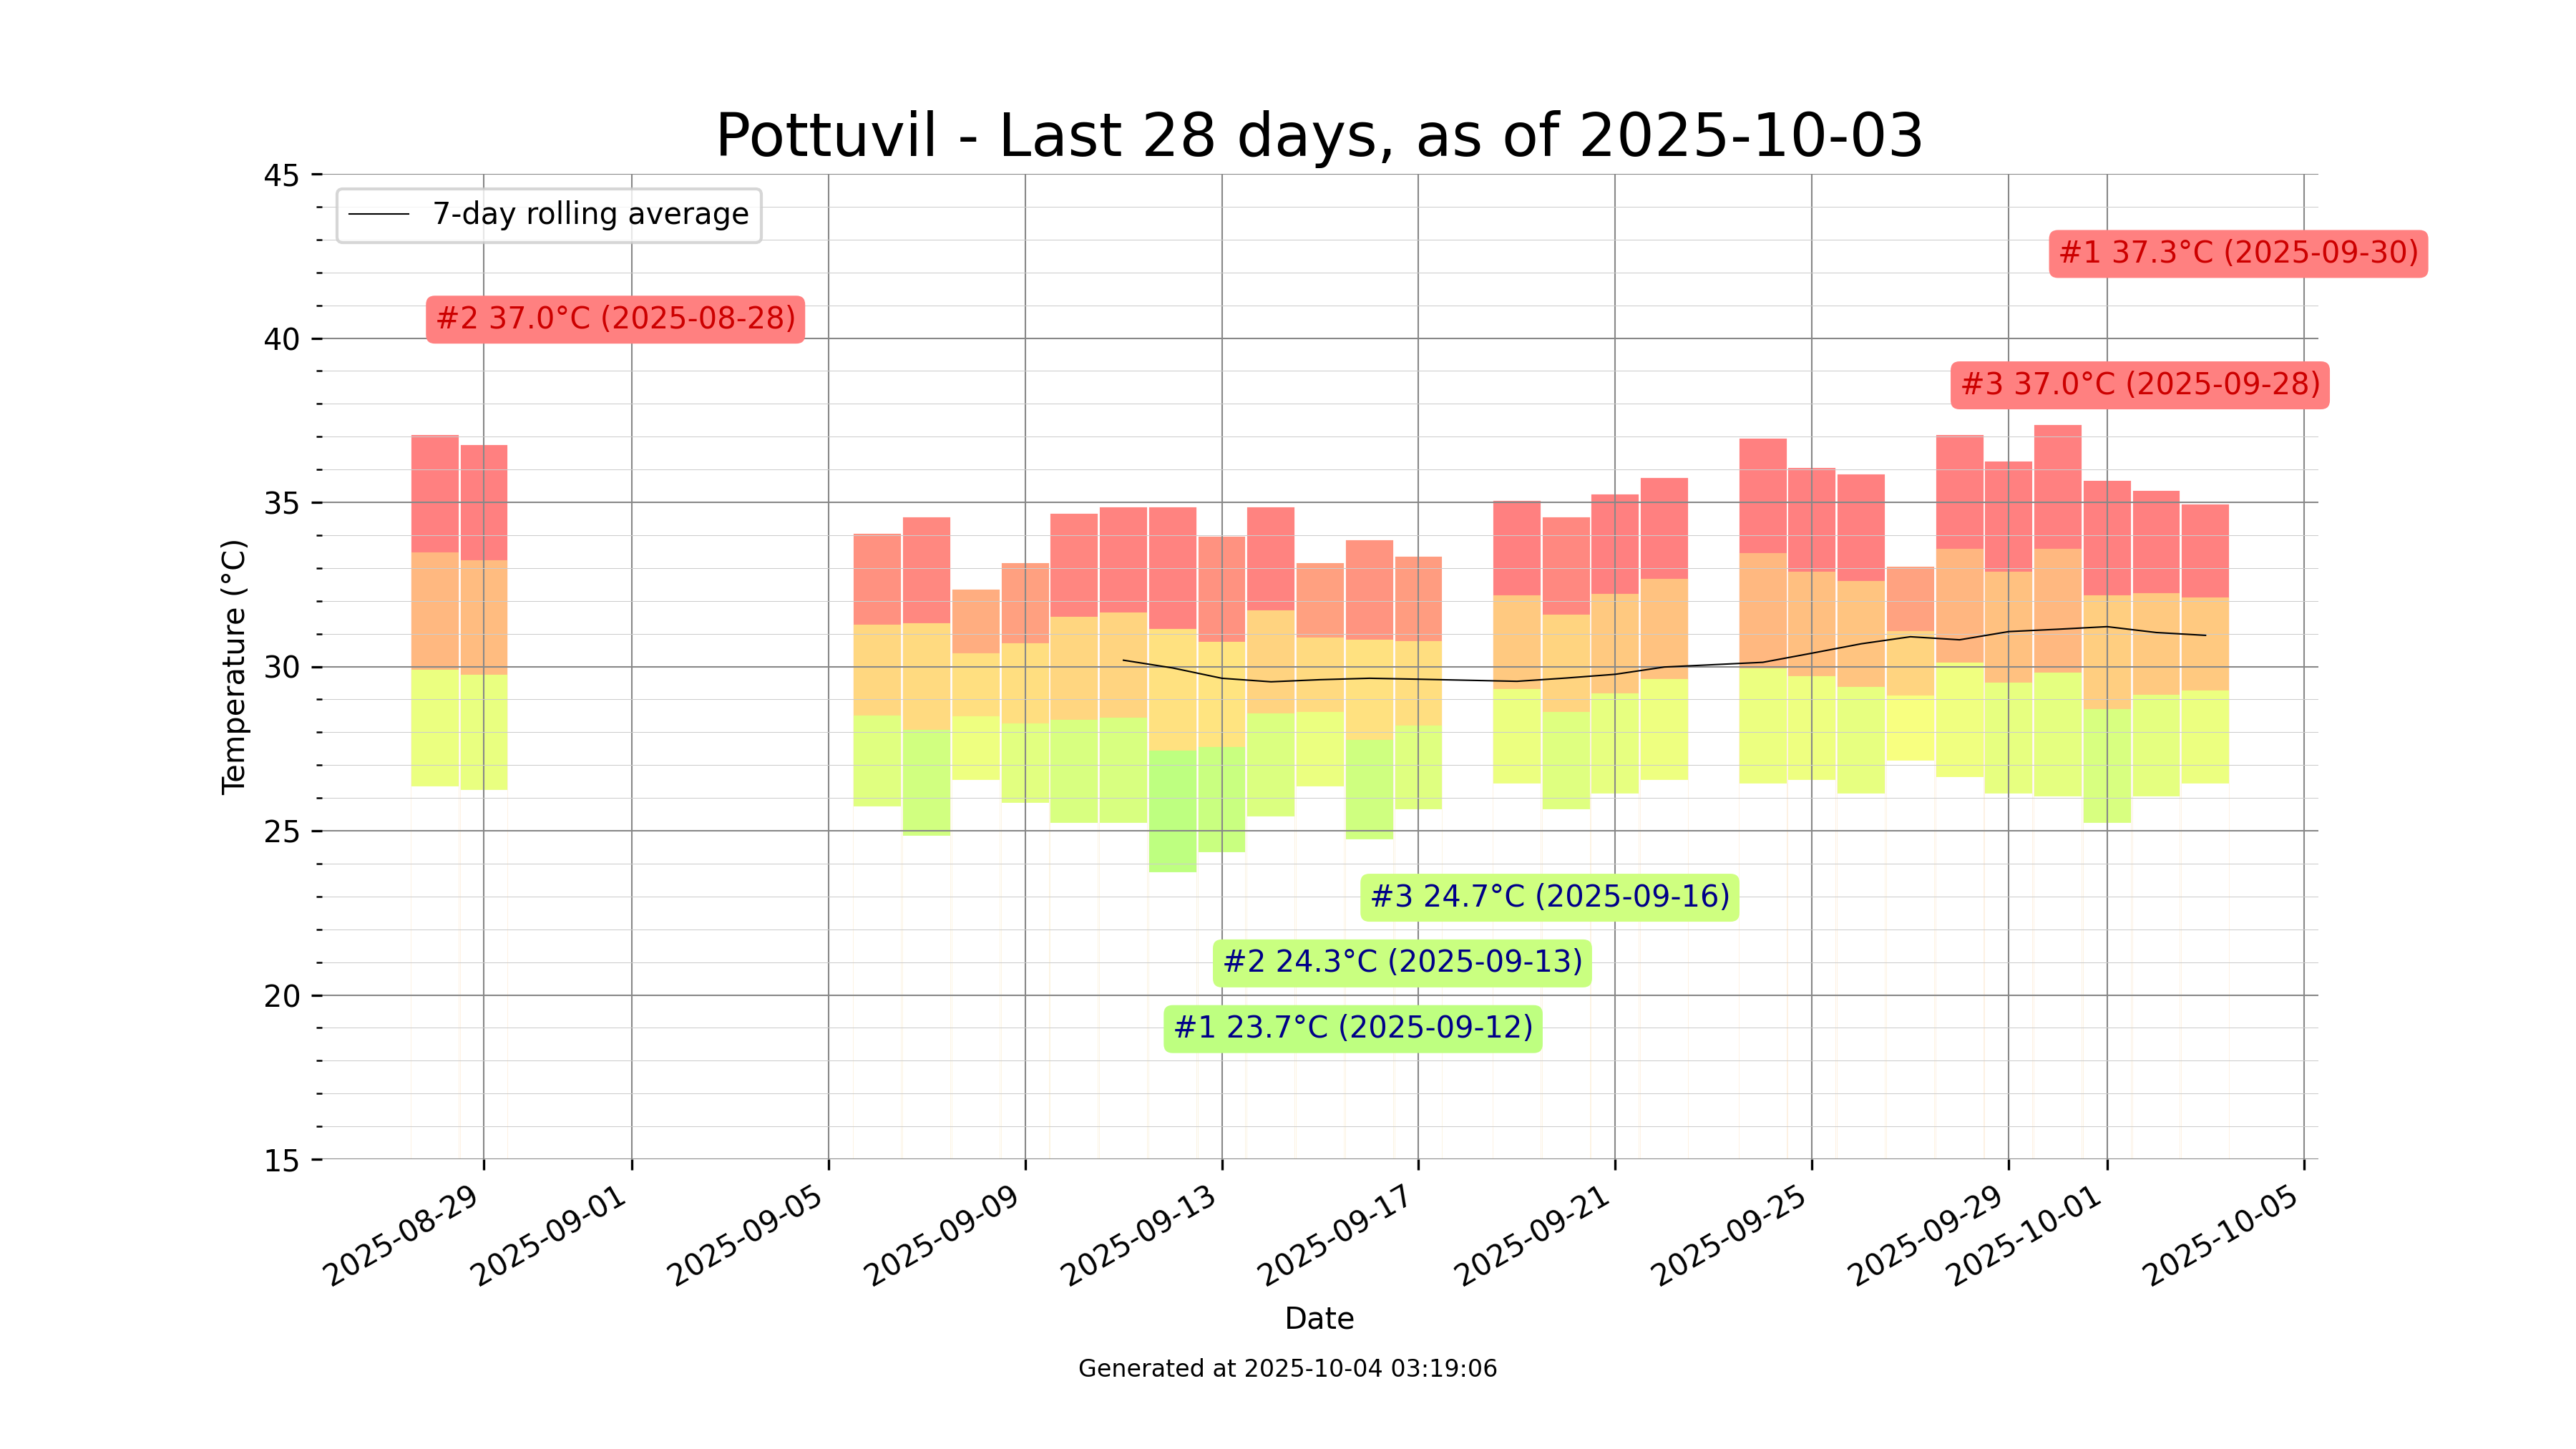 Pottuvil - Last 28 days, as of 2025-10-03
45
7-day rolling average
#1 37.3°C (2025-09-30)
#2 37.0°C (2025-08-28)
40
#3 37.0°C (2025-09-28)
35
Temperature (°C)
30
25
#3 24.7°C (2025-09-16)
#2 24.3°C (2025-09-13)
20
#1 23.7°C (2025-09-12)
15
2025-08-29
2025-09-01
2025-09-05
2025-09-09
2025-09-13
2025-09-17
2025-09-21
2025-09-25
2025-09-29
2025-10-01
2025-10-05
Date
Generated at 2025-10-04 03:19:06